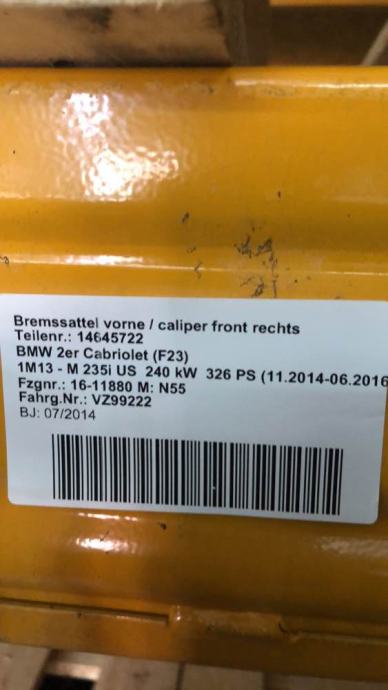 Bremssattel vorne / caliper front rechts
Teilenr.: 14645722
BMW 2er Cabriolet (F23)
1M13 - M 235i US 240 kW 326 PS (11.2014-06.2016
Fzgnr.: 16-11880 M: N55
Fahrg.Nr.: VZ99222
BJ: 07/2014